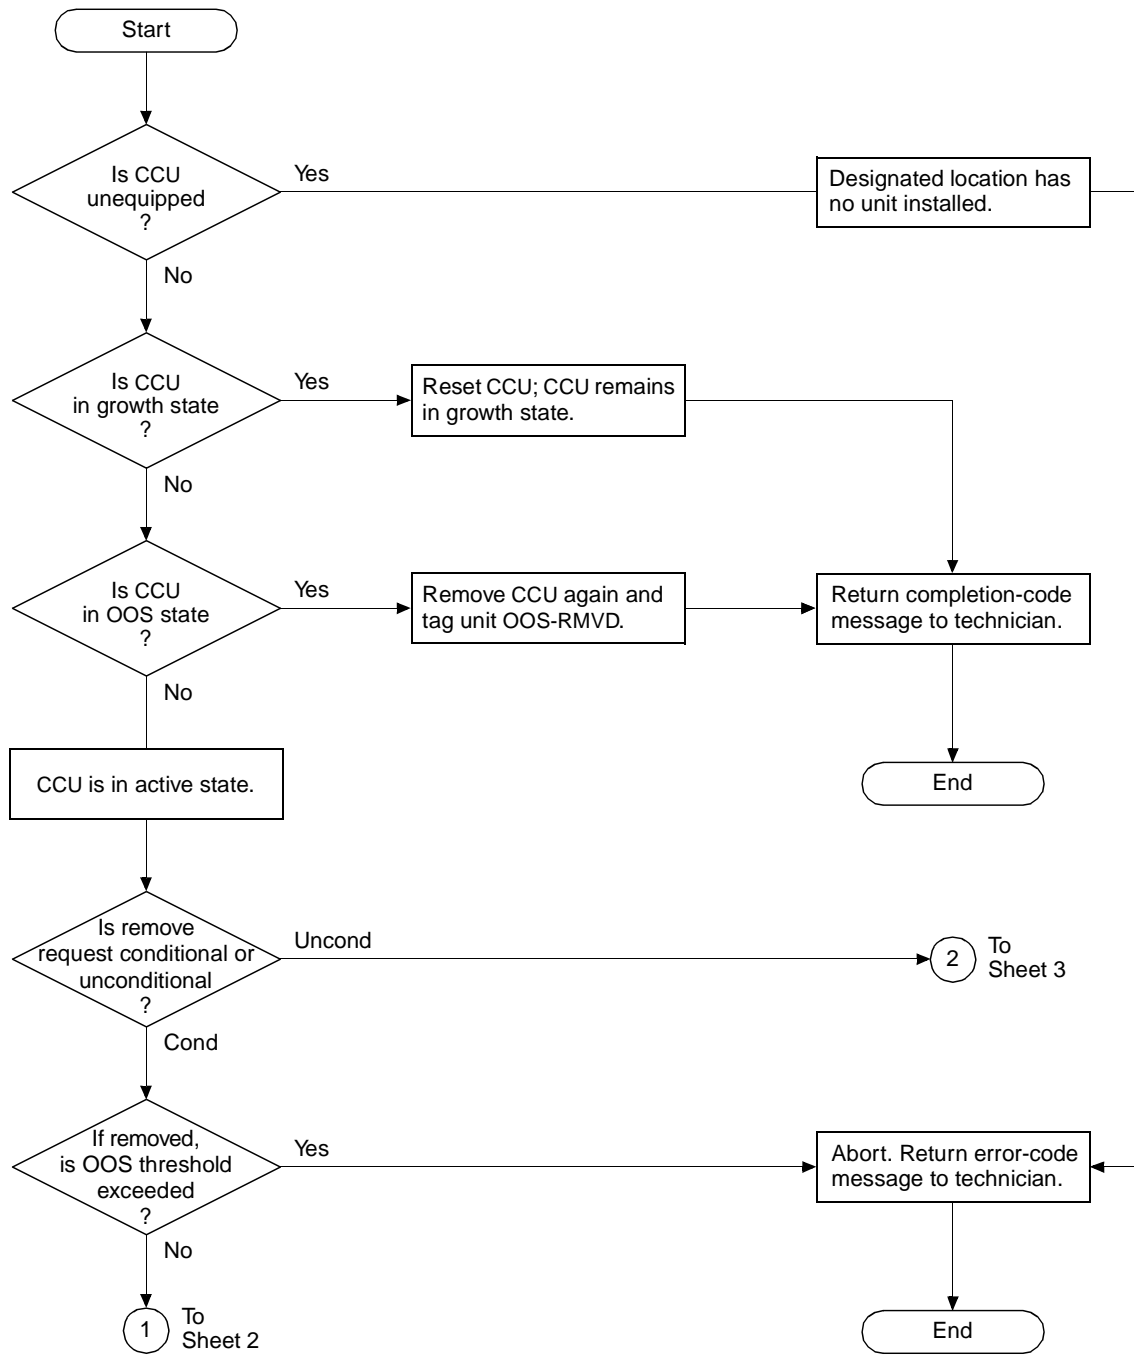 Start
Is CCU
unequipped
?
Yes
Designated location has
no unit installed.
No
Is CCU
in growth state
?
Yes
Reset CCU; CCU remains
in growth state.
No
Is CCU
in OOS state
?
Yes
Remove CCU again and
tag unit OOS-RMVD.
Return completion-code
message to technician.
No
CCU is in active state.
End
Is remove
request conditional or
unconditional
?
Uncond
2
To
Sheet 3
Cond
If removed,
is OOS threshold
exceeded
?
Yes
Abort. Return error-code
message to technician.
No
1
To
Sheet 2
End